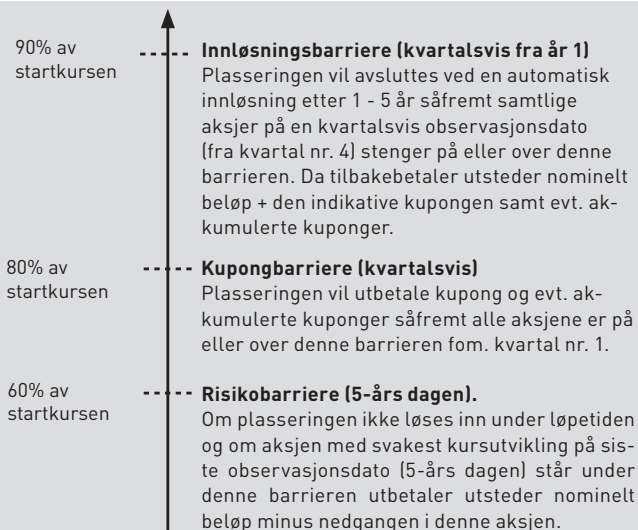 90% av
startkursen
Innløsningsbarriere (kvartalsvis fra år 1)
Plasseringen vil avsluttes ved en automatisk
innløsning etter 1 - 5 år såfremt samtlige
aksjer på en kvartalsvis observasjonsdato
(fra kvartal nr. 4) stenger på eller over denne
barrieren. Da tilbakebetaler utsteder nominelt
beløp + den indikative kupongen samt evt. ak-
kumulerte kuponger.
80% av
startkursen
Kupongbarriere (kvartalsvis)
Plasseringen vil utbetale kupong og evt. ak-
kumulerte kuponger såfremt alle aksjene er på
eller over denne barrieren fom. kvartal nr. 1.
60% av
startkursen
Risikobarriere (5-års dagen).
Om plasseringen ikke løses inn under løpetiden
og om aksjen med svakest kursutvikling på sis-
te observasjonsdato (5-års dagen) står under
denne barrieren utbetaler utsteder nominelt
beløp minus nedgangen i denne aksjen.